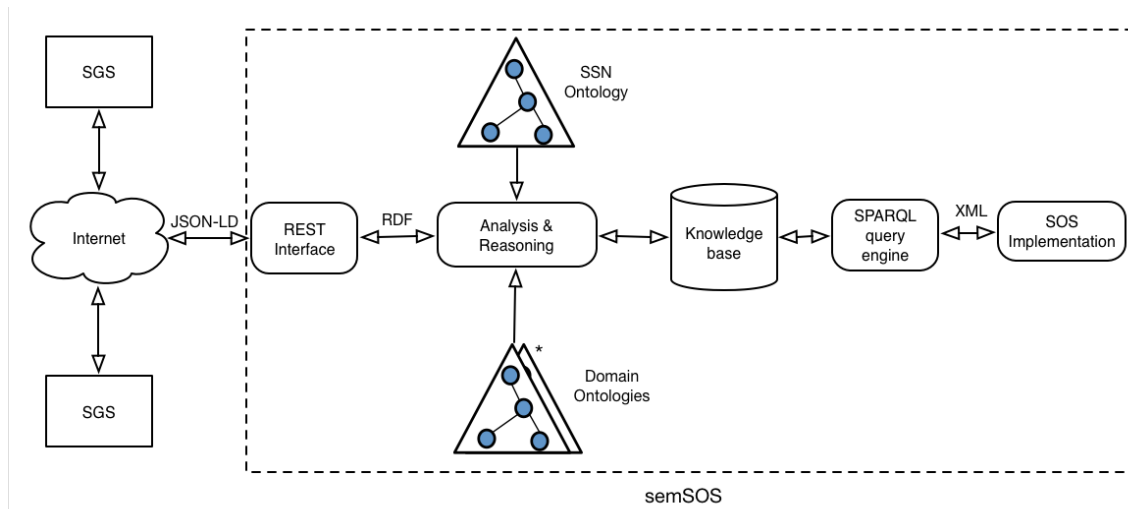 SGS
SSN
Ontology
JSON-LD
Internet
REST
Interface
RDF
Analysis &
Reasoning
Knowledge
base
SPARQL
query
engine
XML
SOS
Implementation
*
Domain
Ontologies
SGS
semSOS